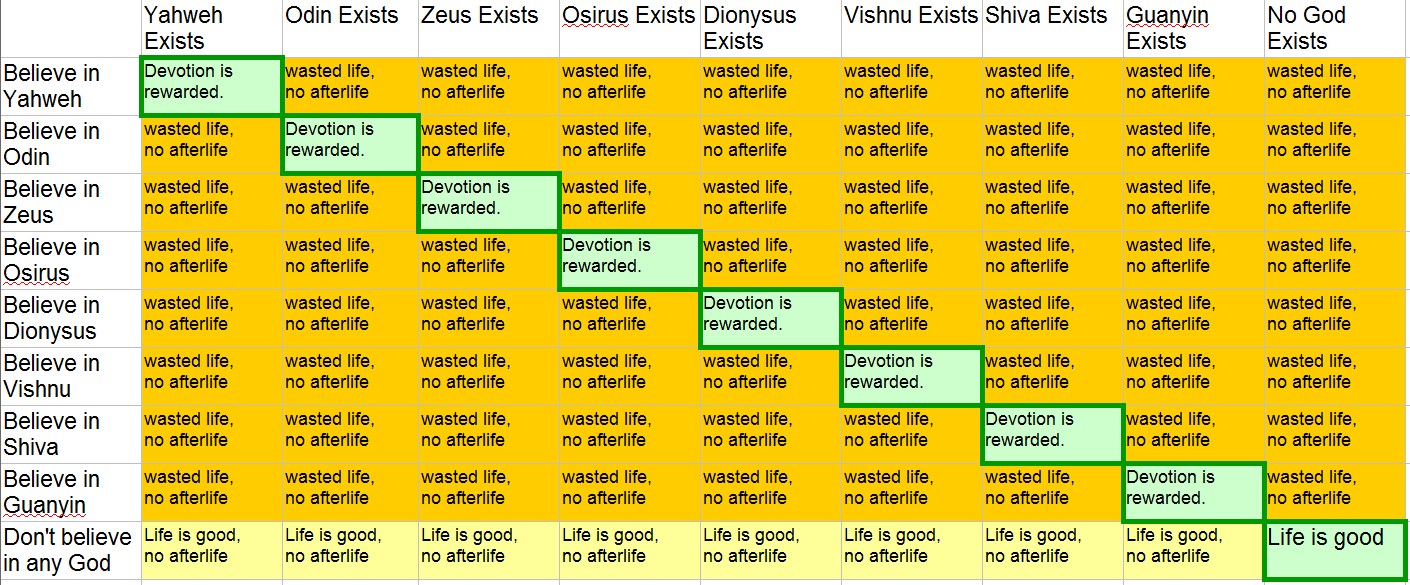 Yahweh Odin Exists Zeus Exists Osirus Exists Dionysus Vishnu Exists Shiva Exists Guanyin No God
Exists Exists Exists Exists
Believe in Devotion is wasted life, wasted life, wasted life, wasted life, wasted life, wasted life, wasted life, wasted life,
Yahweh rewarded. no afterlife no afterlife no afterlife no afterlife no afterlife no afterlife no afterlife no afterlife
Believe in wasted life, Devotion is wasted life, wasted life, wasted life, wasted life, wasted life, wasted life, wasted life,
Odin no afterlife rewarded. no afterlife no afterlife no afterlife no afterlife no afterlife no afterlife no afterlife
Believe in wasted life, wasted life, Devotion is wasted life, wasted life, wasted life, wasted life, wasted life, wasted life,
Zeus no afterlife no afterlife rewarded. no afterlife no afterlife no afterlife no afterlife no afterlife no afterlife
Believe in wasted life, wasted life, wasted life, Devotion is wasted life, wasted life, wasted life, wasted life, wasted life,
Osirus no afterlife no afterlife no afterlife rewarded. no afterlife no afterlife no afterlife no afterlife no afterlife
Believe in wasted life, wasted life, wasted life, wasted life, Devotion is wasted life, wasted life, wasted life, wasted life,
Dionysus no afterlife no afterlife no afterlife no afterlife rewarded. no afterlife no afterlife no afterlife no afterlife
Believe in wasted life, wasted life, wasted life, wasted life, wasted life, Devotion is wasted life, wasted life, wasted life,
Vishnu no afterlife no afterlife no afterlife no afterlife no afterlife rewarded. no afterlife no afterlife no afterlife
Believe in wasted life, wasted life, wasted life, wasted life, wasted life, wasted life, Devotion is wasted life, wasted life,
Shiva no afterlife no afterlife no afterlife no afterlife no afterlife no afterlife rewarded. no afterlife no afterlife
Believe in wasted life, wasted life, wasted life, wasted life, wasted life, wasted life, wasted life, Devotion is wasted life,
Guanyin no afterlife no afterlife no afterlife no afterlife no afterlife no afterlife no afterlife rewarded. no afterlife
Don't believe Life is good, Life is good, Life is good, Life is good, Life is good, Life is good, Life is good, Life is good, Life is good
in any God no afterlife no afterlife no afterlife no afterlife no afterlife no afterlife no afterlife no afterlife